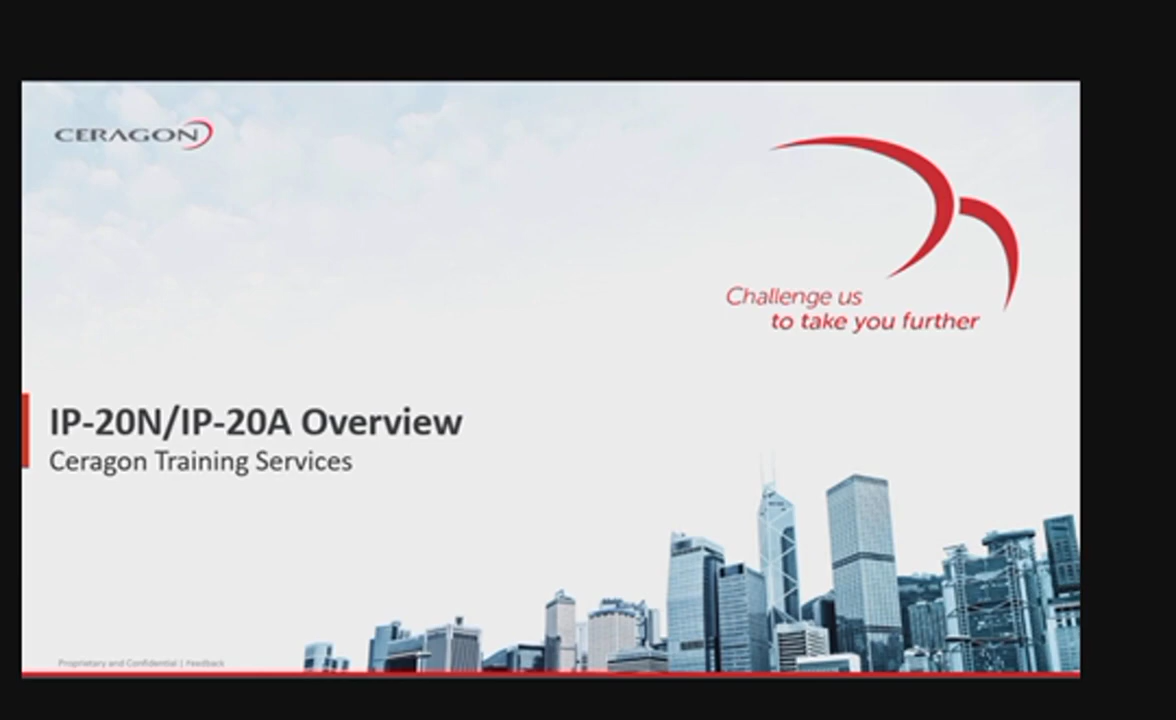 CERAGON
Challenge us
to take you further
IP-20N/IP-20A Overview
Ceragon Training Services
Proprietary and Confidential | Feedback